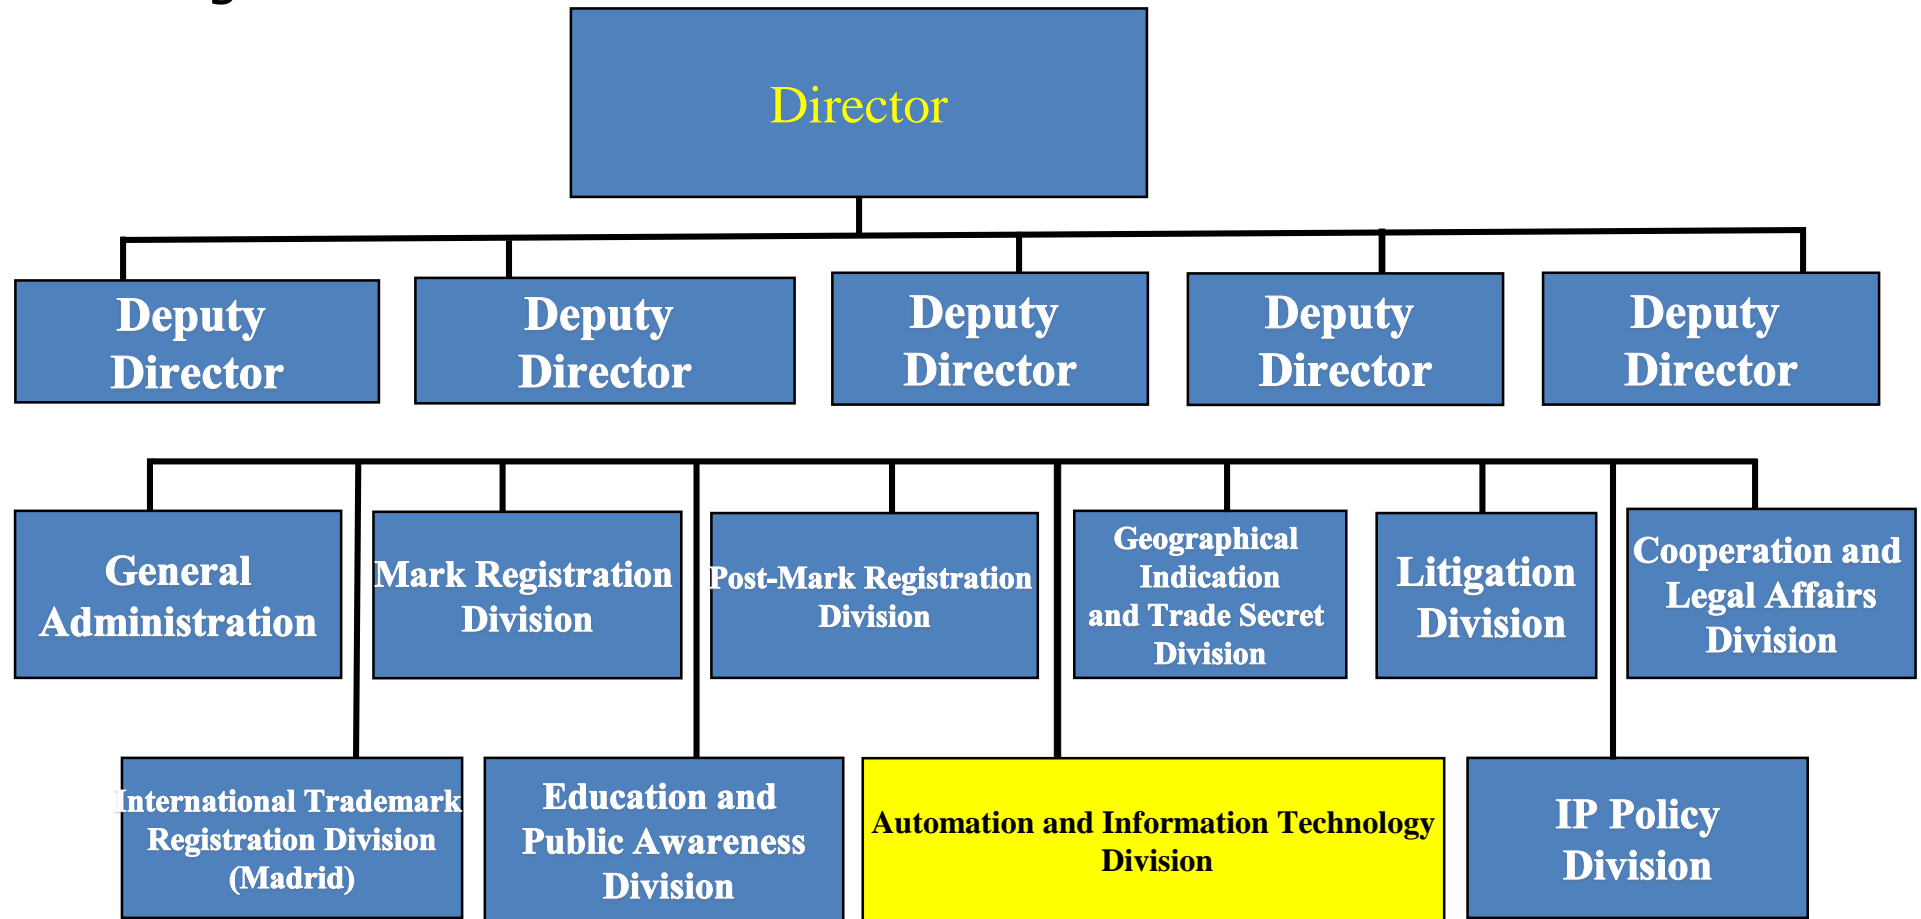 Director
Deputy
Director
Deputy
Director
Deputy
Director
Deputy
Director
Deputy
Director
General
Administration
Mark Registration
Division
Post-Mark Registration
Division
Geographical
Indication
and Trade Secret
Division
Litigation
Division
Cooperation and
Legal Affairs
Division
International Trademark
Registration Division
(Madrid)
Education and
Public Awareness
Division
Automation and Information Technology
Division
IP Policy
Division